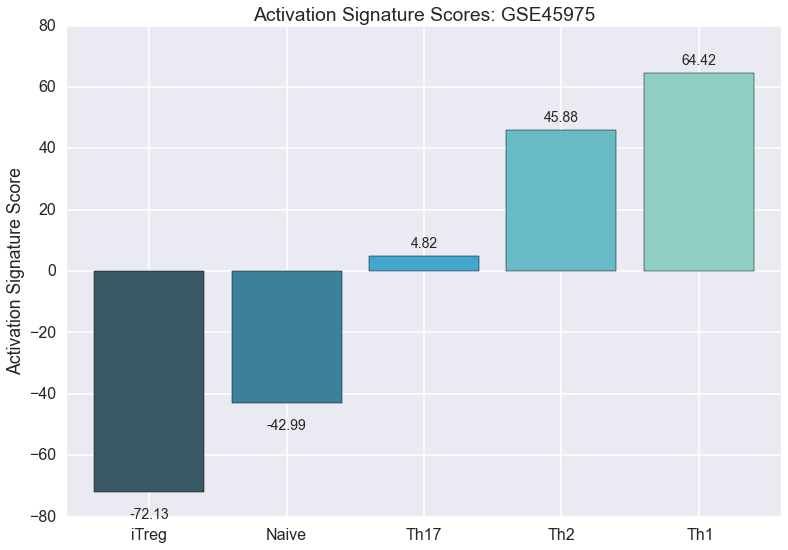 Activation Signature Scores: GSE45975
Activation Signature Score
80
60
40
20
0
−20
−40
−60
−80
-72.13
-42.99
4.82
45.88
64.42
iTreg
Naive
Th17
Th2
Th1